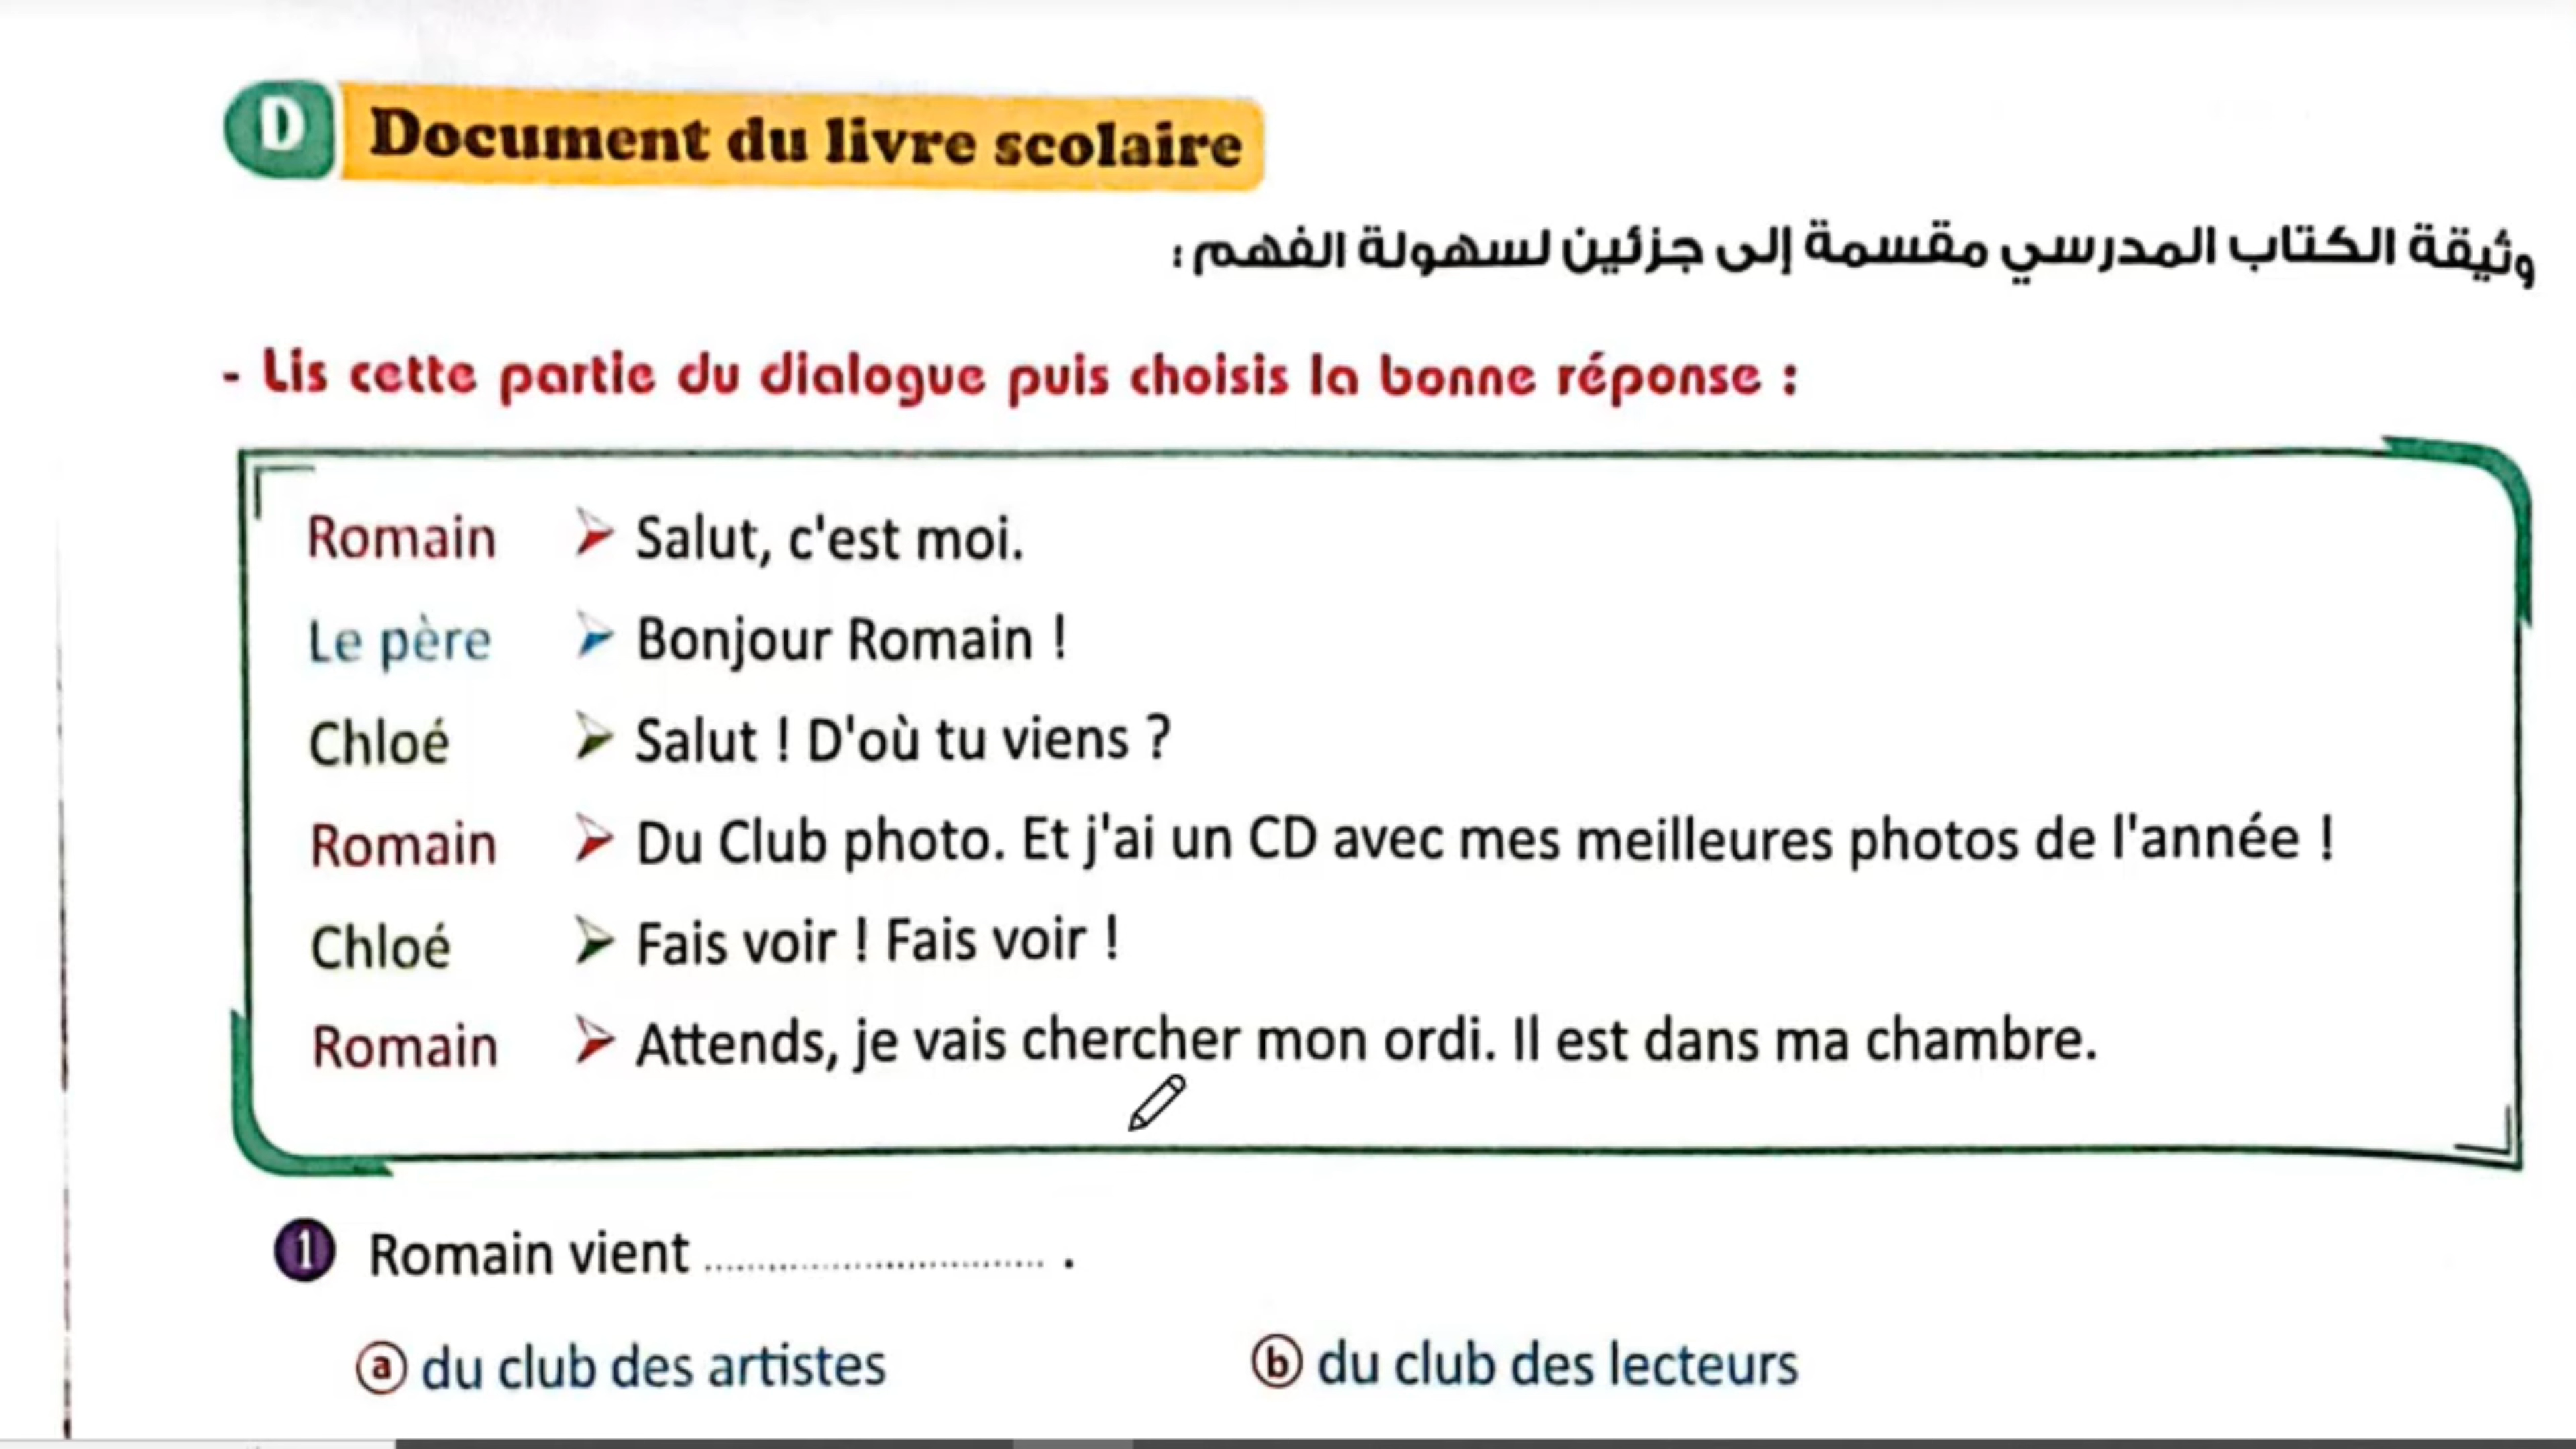 D Document du livre scolaire
وثيقة الكتاب المدرسي مقسمة إلى جزئين لسهولة الفهم :
- Lis cette partie du dialogue puis choisis la bonne réponse :
Romain ➢ Salut, c'est moi.
Le père ➢ Bonjour Romain !
Chloé ➢ Salut ! D'où tu viens ?
Romain ➢ Du Club photo. Et j'ai un CD avec mes meilleures photos de l'année !
Chloé ➢ Fais voir ! Fais voir !
Romain ➢ Attends, je vais chercher mon ordi. Il est dans ma chambre.
1 Romain vient .................................. .
a du club des artistes b du club des lecteurs